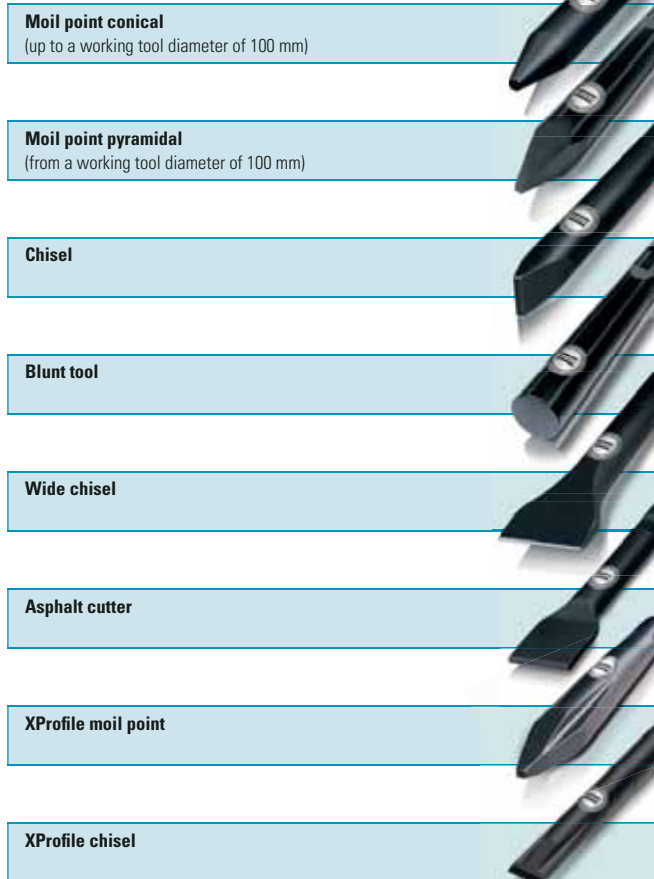 Moil point conical
(up to a working tool diameter of 100 mm)
Moil point pyramidal
(from a working tool diameter of 100 mm)
Chisel
Blunt tool
Wide chisel
Asphalt cutter
XProfile moil point
XProfile chisel